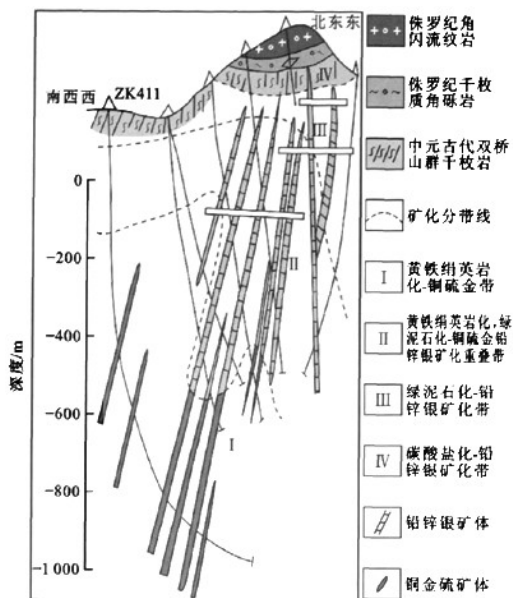 北东东
南西西
ZK411
IV
III
II
I
0
-200
-400
-600
-800
-1 000
深度/m
侏罗纪角
闪流纹岩
侏罗纪千枚
质角砾岩
中元古代双桥
山群千枚岩
矿化分带线
I
黄铁绢英岩
化-铜硫金带
II
黄铁绢英岩化,绿
泥石化-铜硫金铅
锌银矿化重叠带
III
绿泥石化-铅
锌银矿化带
IV
碳酸盐化-铅
锌银矿化带
铅锌银矿体
铜金硫矿体